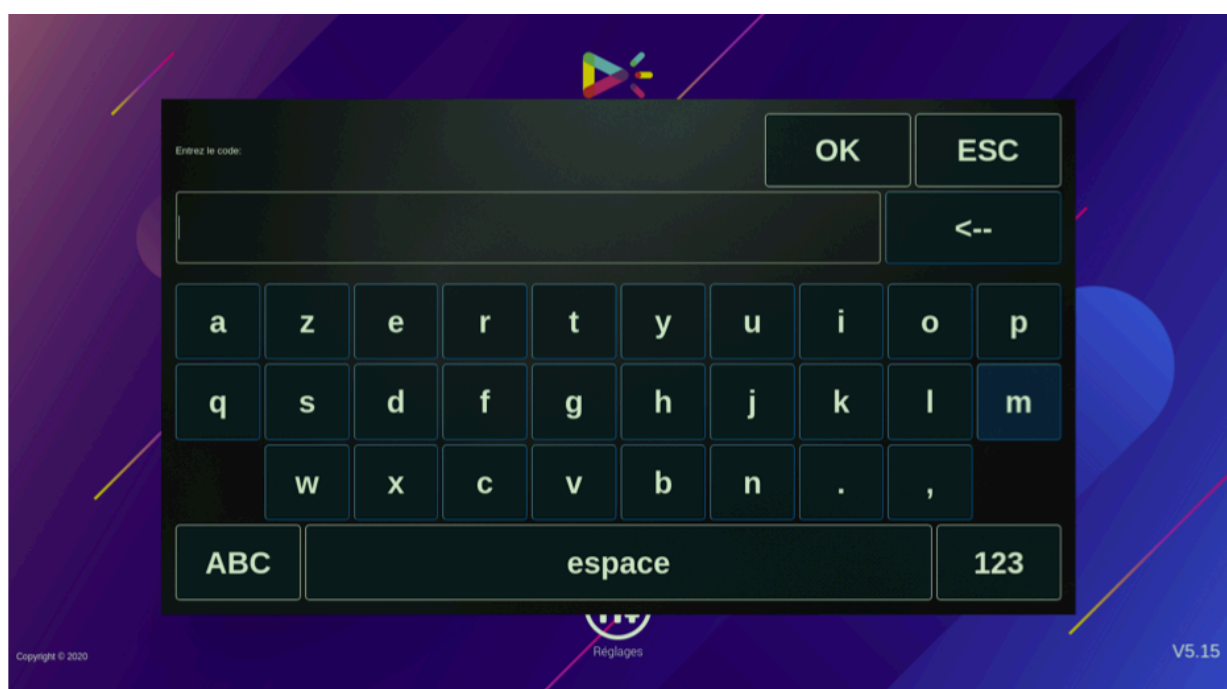 Entrez le code:
OK ESC
<--
a z e r t y u i o p
q s d f g h j k l m
w x c v b n . ,
ABC espace 123
Réglages
Copyright © 2020
V5.15